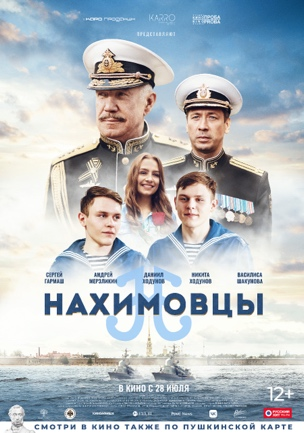 КАРРО
ПРЕДСТАВЛЯЮТ
СЕРГЕЙ ГАРМАШ
АНДРЕЙ МЕРЗЛИКИН
ДАНИИЛ ХОДУНОВ
НИКИТА ХОДУНОВ
ВАСИЛИСА ШАКУНОВА
НАХИМОВЦЫ
В КИНО С 28 ИЮЛЯ
12+
СМОТРИ В КИНО ТАКЖЕ ПО ПУШКИНСКОЙ КАРТЕ